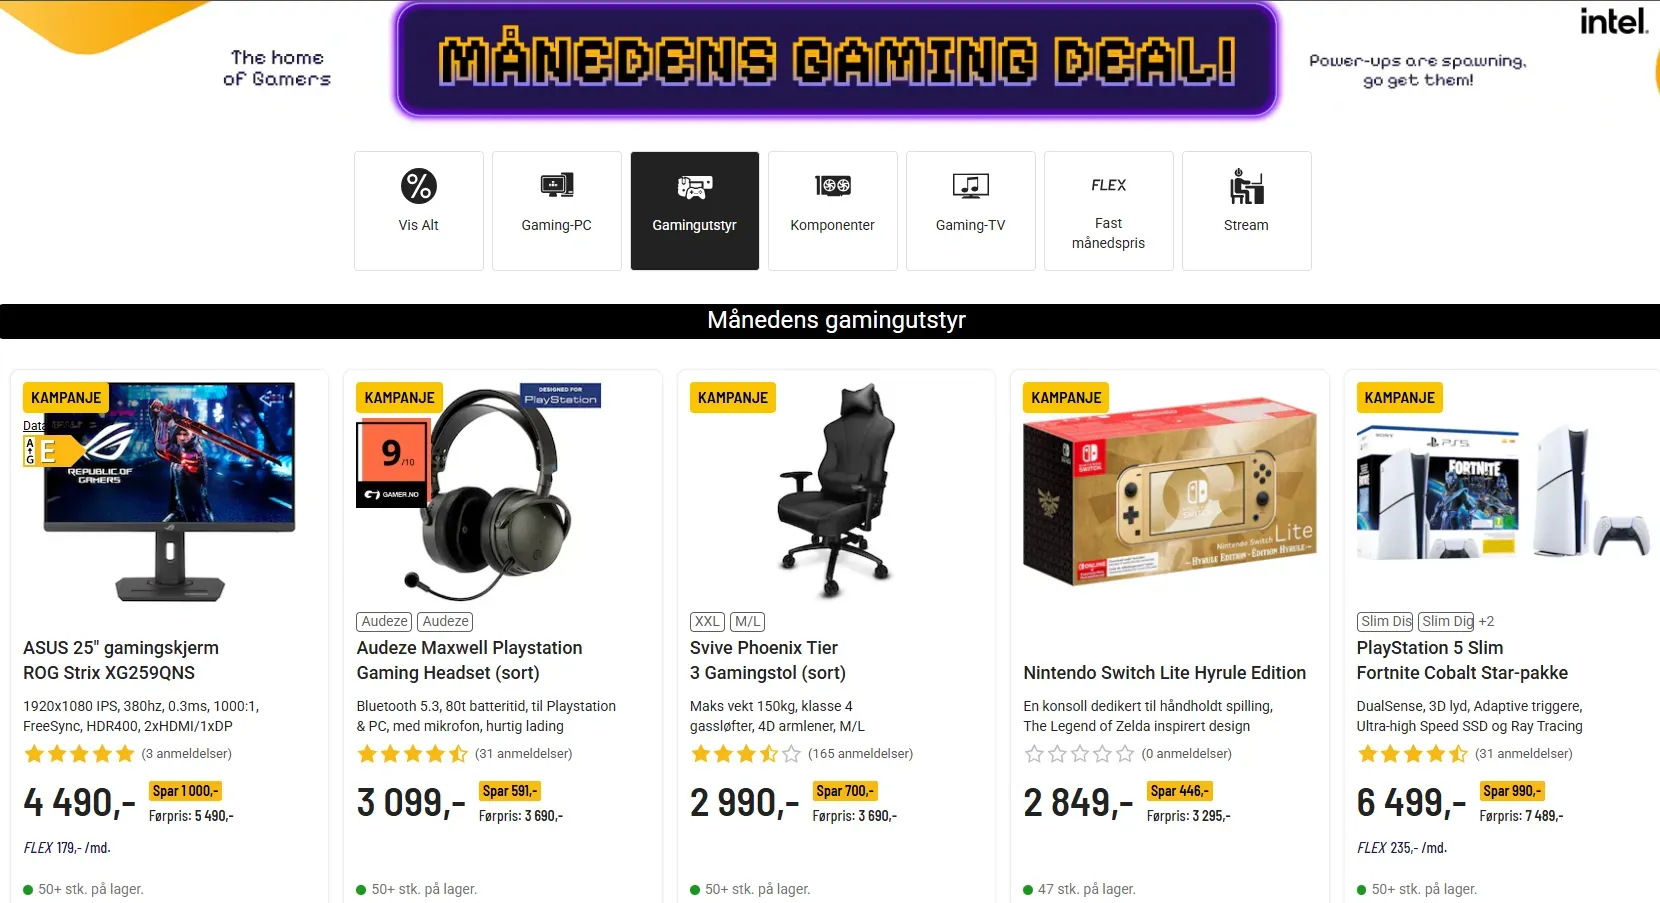 The home
of Gamers
MÅNEDENS GAMING DEAL!
Power-ups are spawning,
go get them!
intel.
Vis Alt
Gaming-PC
Gamingutstyr
Komponenter
Gaming-TV
FLEX
Fast
månedspris
Stream
Månedens gamingutstyr
KAMPANJE
Data
A
G
E
REPUBLIC OF
GAMERS
ASUS 25" gamingskjerm
ROG Strix XG259QNS
1920x1080 IPS, 380hz, 0.3ms, 1000:1,
FreeSync, HDR400, 2xHDMI/1xDP
(3 anmeldelser)
4 490,-
Spar 1 000,-
Førpris: 5 490,-
FLEX 179,- /md.
50+ stk. på lager.
KAMPANJE
DESIGNED FOR
PlayStation
9/10
GAMER.NO
Audeze Audeze
Audeze Maxwell Playstation
Gaming Headset (sort)
Bluetooth 5.3, 80t batteritid, til Playstation
& PC, med mikrofon, hurtig lading
(31 anmeldelser)
3 099,-
Spar 591,-
Førpris: 3 690,-
50+ stk. på lager.
KAMPANJE
XXL M/L
Svive Phoenix Tier
3 Gamingstol (sort)
Maks vekt 150kg, klasse 4
gassløfter, 4D armlener, M/L
(165 anmeldelser)
2 990,-
Spar 700,-
Førpris: 3 690,-
50+ stk. på lager.
KAMPANJE
NINTENDO
SWITCH
SWITCH
Nintendo Switch Lite
HYRULE EDITION · ÉDITION HYRULE
Nintendo Switch Lite Hyrule Edition
En konsoll dedikert til håndholdt spilling,
The Legend of Zelda inspirert design
(0 anmeldelser)
2 849,-
Spar 446,-
Førpris: 3 295,-
47 stk. på lager.
KAMPANJE
SONY
PS5
FORTNITE
Slim Dis Slim Dig +2
PlayStation 5 Slim
Fortnite Cobalt Star-pakke
DualSense, 3D lyd, Adaptive triggere,
Ultra-high Speed SSD og Ray Tracing
(31 anmeldelser)
6 499,-
Spar 990,-
Førpris: 7 489,-
FLEX 235,- /md.
50+ stk. på lager.